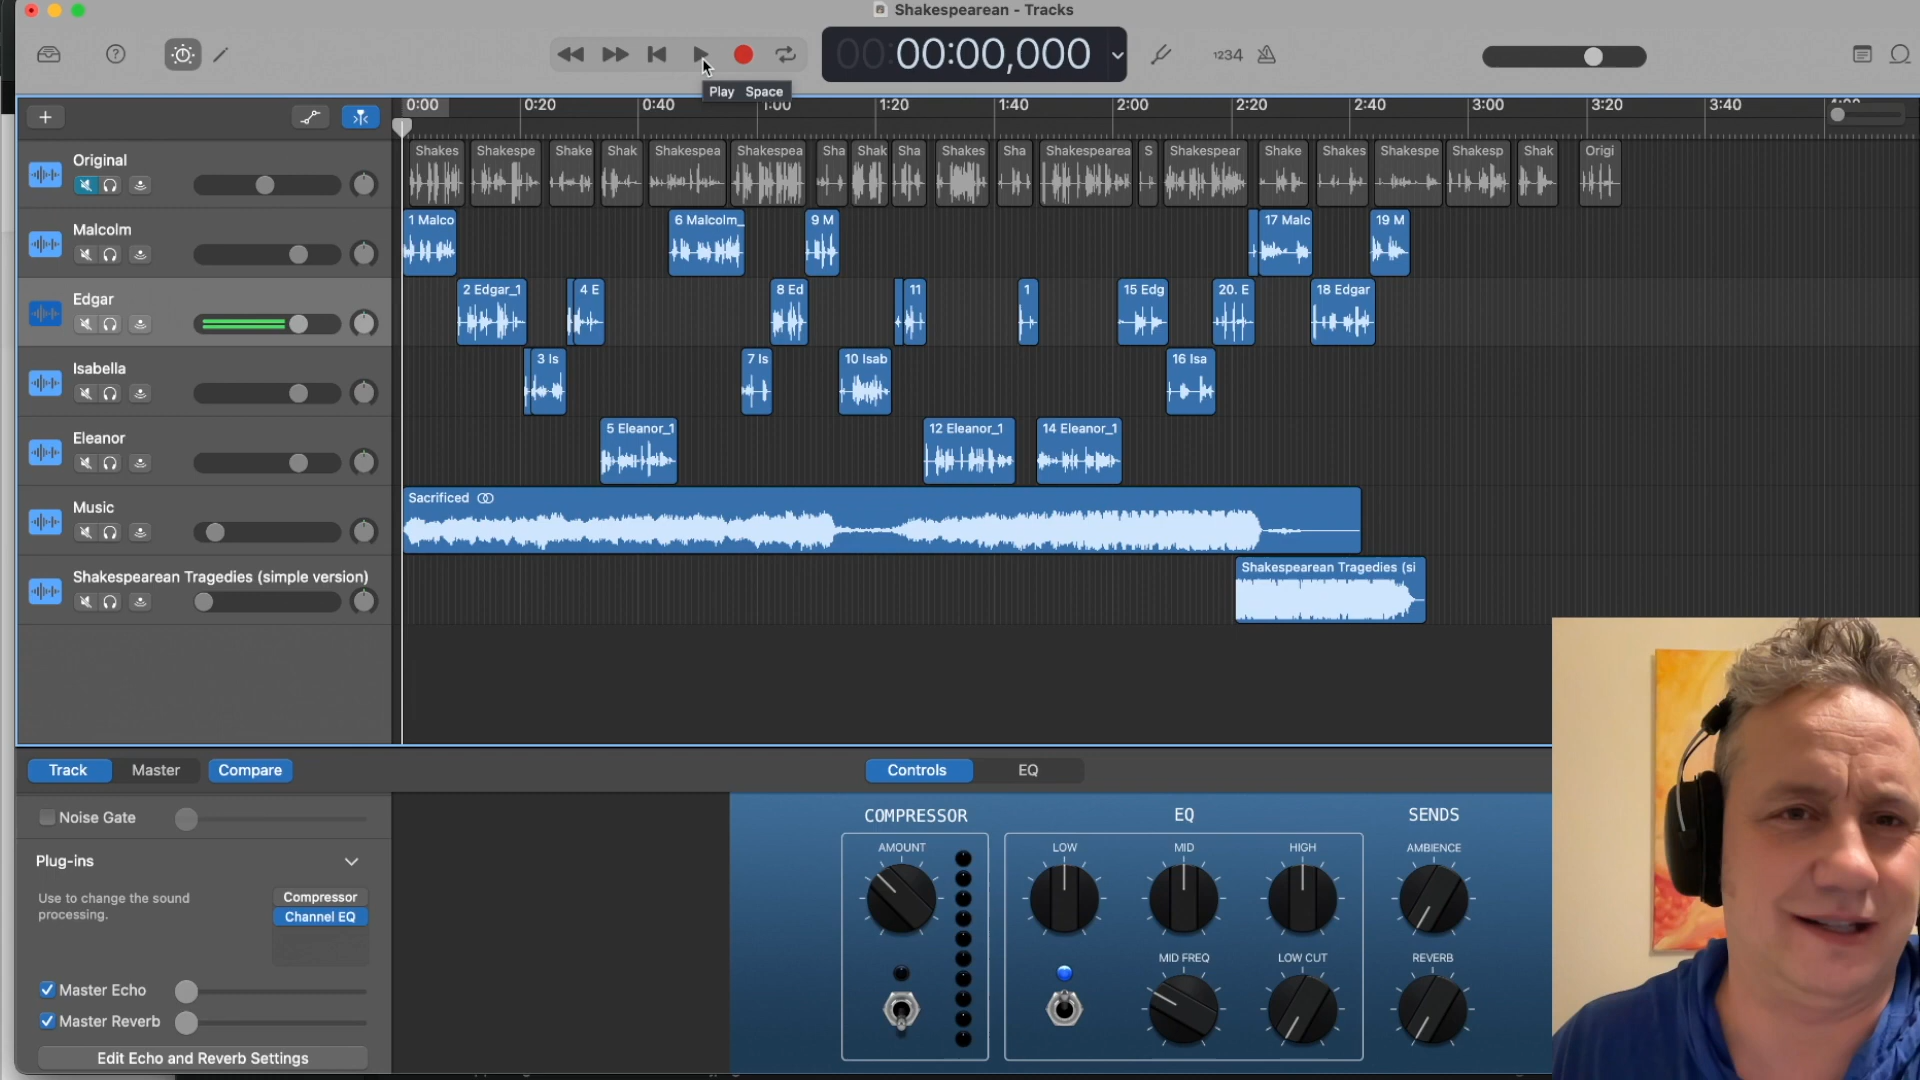 Shakespearean - Tracks
00:00:00,000
1234
Play Space
0:00 0:20 0:40 1:00 1:20 1:40 2:00 2:20 2:40 3:00 3:20 3:40
Original
Shakes Shakespe Shake Shak Shakespea Shakespea Sha Shak Sha Shakes Sha Shakespearea S Shakespear Shake Shakes Shakespe Shakesp Shak Origi
Malcolm
1 Malco 6 Malcolm_ 9 M 17 Malc 19 M
Edgar
2 Edgar_1 4 E 8 Ed 11 1 15 Edg 20. E 18 Edgar
Isabella
3 Is 7 Is 10 Isab 16 Isa
Eleanor
5 Eleanor_1 12 Eleanor_1 14 Eleanor_1
Music
Sacrificed
Shakespearean Tragedies (simple version)
Shakespearean Tragedies (si
Track Master Compare
Controls EQ
Noise Gate
Plug-ins
Use to change the sound
processing.
Compressor
Channel EQ
Master Echo
Master Reverb
Edit Echo and Reverb Settings
COMPRESSOR EQ SENDS
AMOUNT LOW MID HIGH AMBIENCE
MID FREQ LOW CUT REVERB